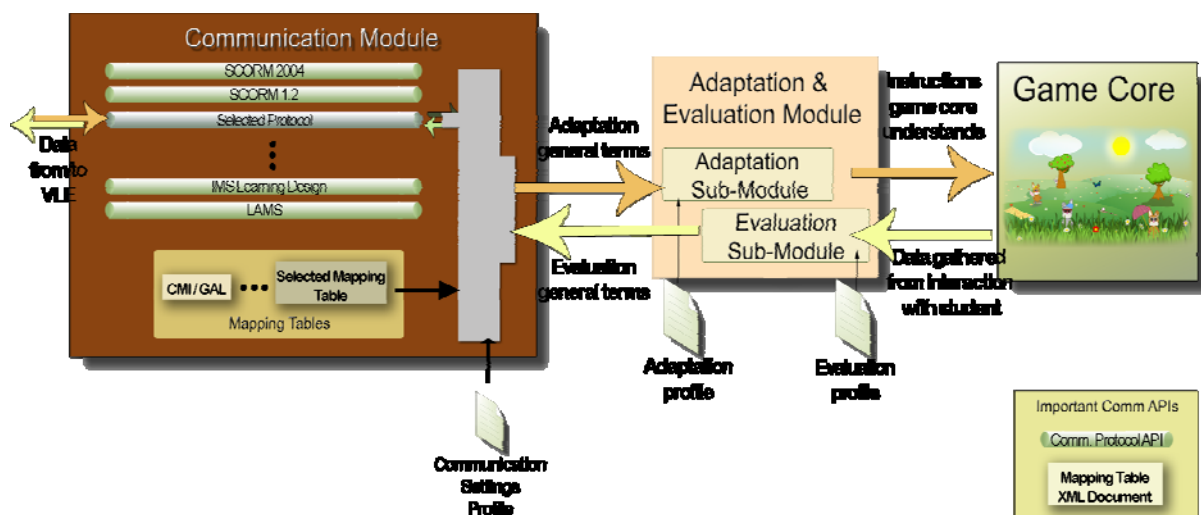 Communication Module
SCORM 2004
SCORM 1.2
Selected Protocol
IMS Learning Design
LAMS
Data
from to
VLE
CMI / GAL
Selected Mapping
Table
Mapping Tables
Communication
Settings
Profile
Adaptation
general terms
Evaluation
general terms
Adaptation &
Evaluation Module
Adaptation
Sub-Module
Evaluation
Sub-Module
Adaptation
profile
Evaluation
profile
Instructions
game core
understands
Data gathered
from interaction
with student
Game Core
Important Comm APIs
Comm. Protocol API
Mapping Table
XML Document